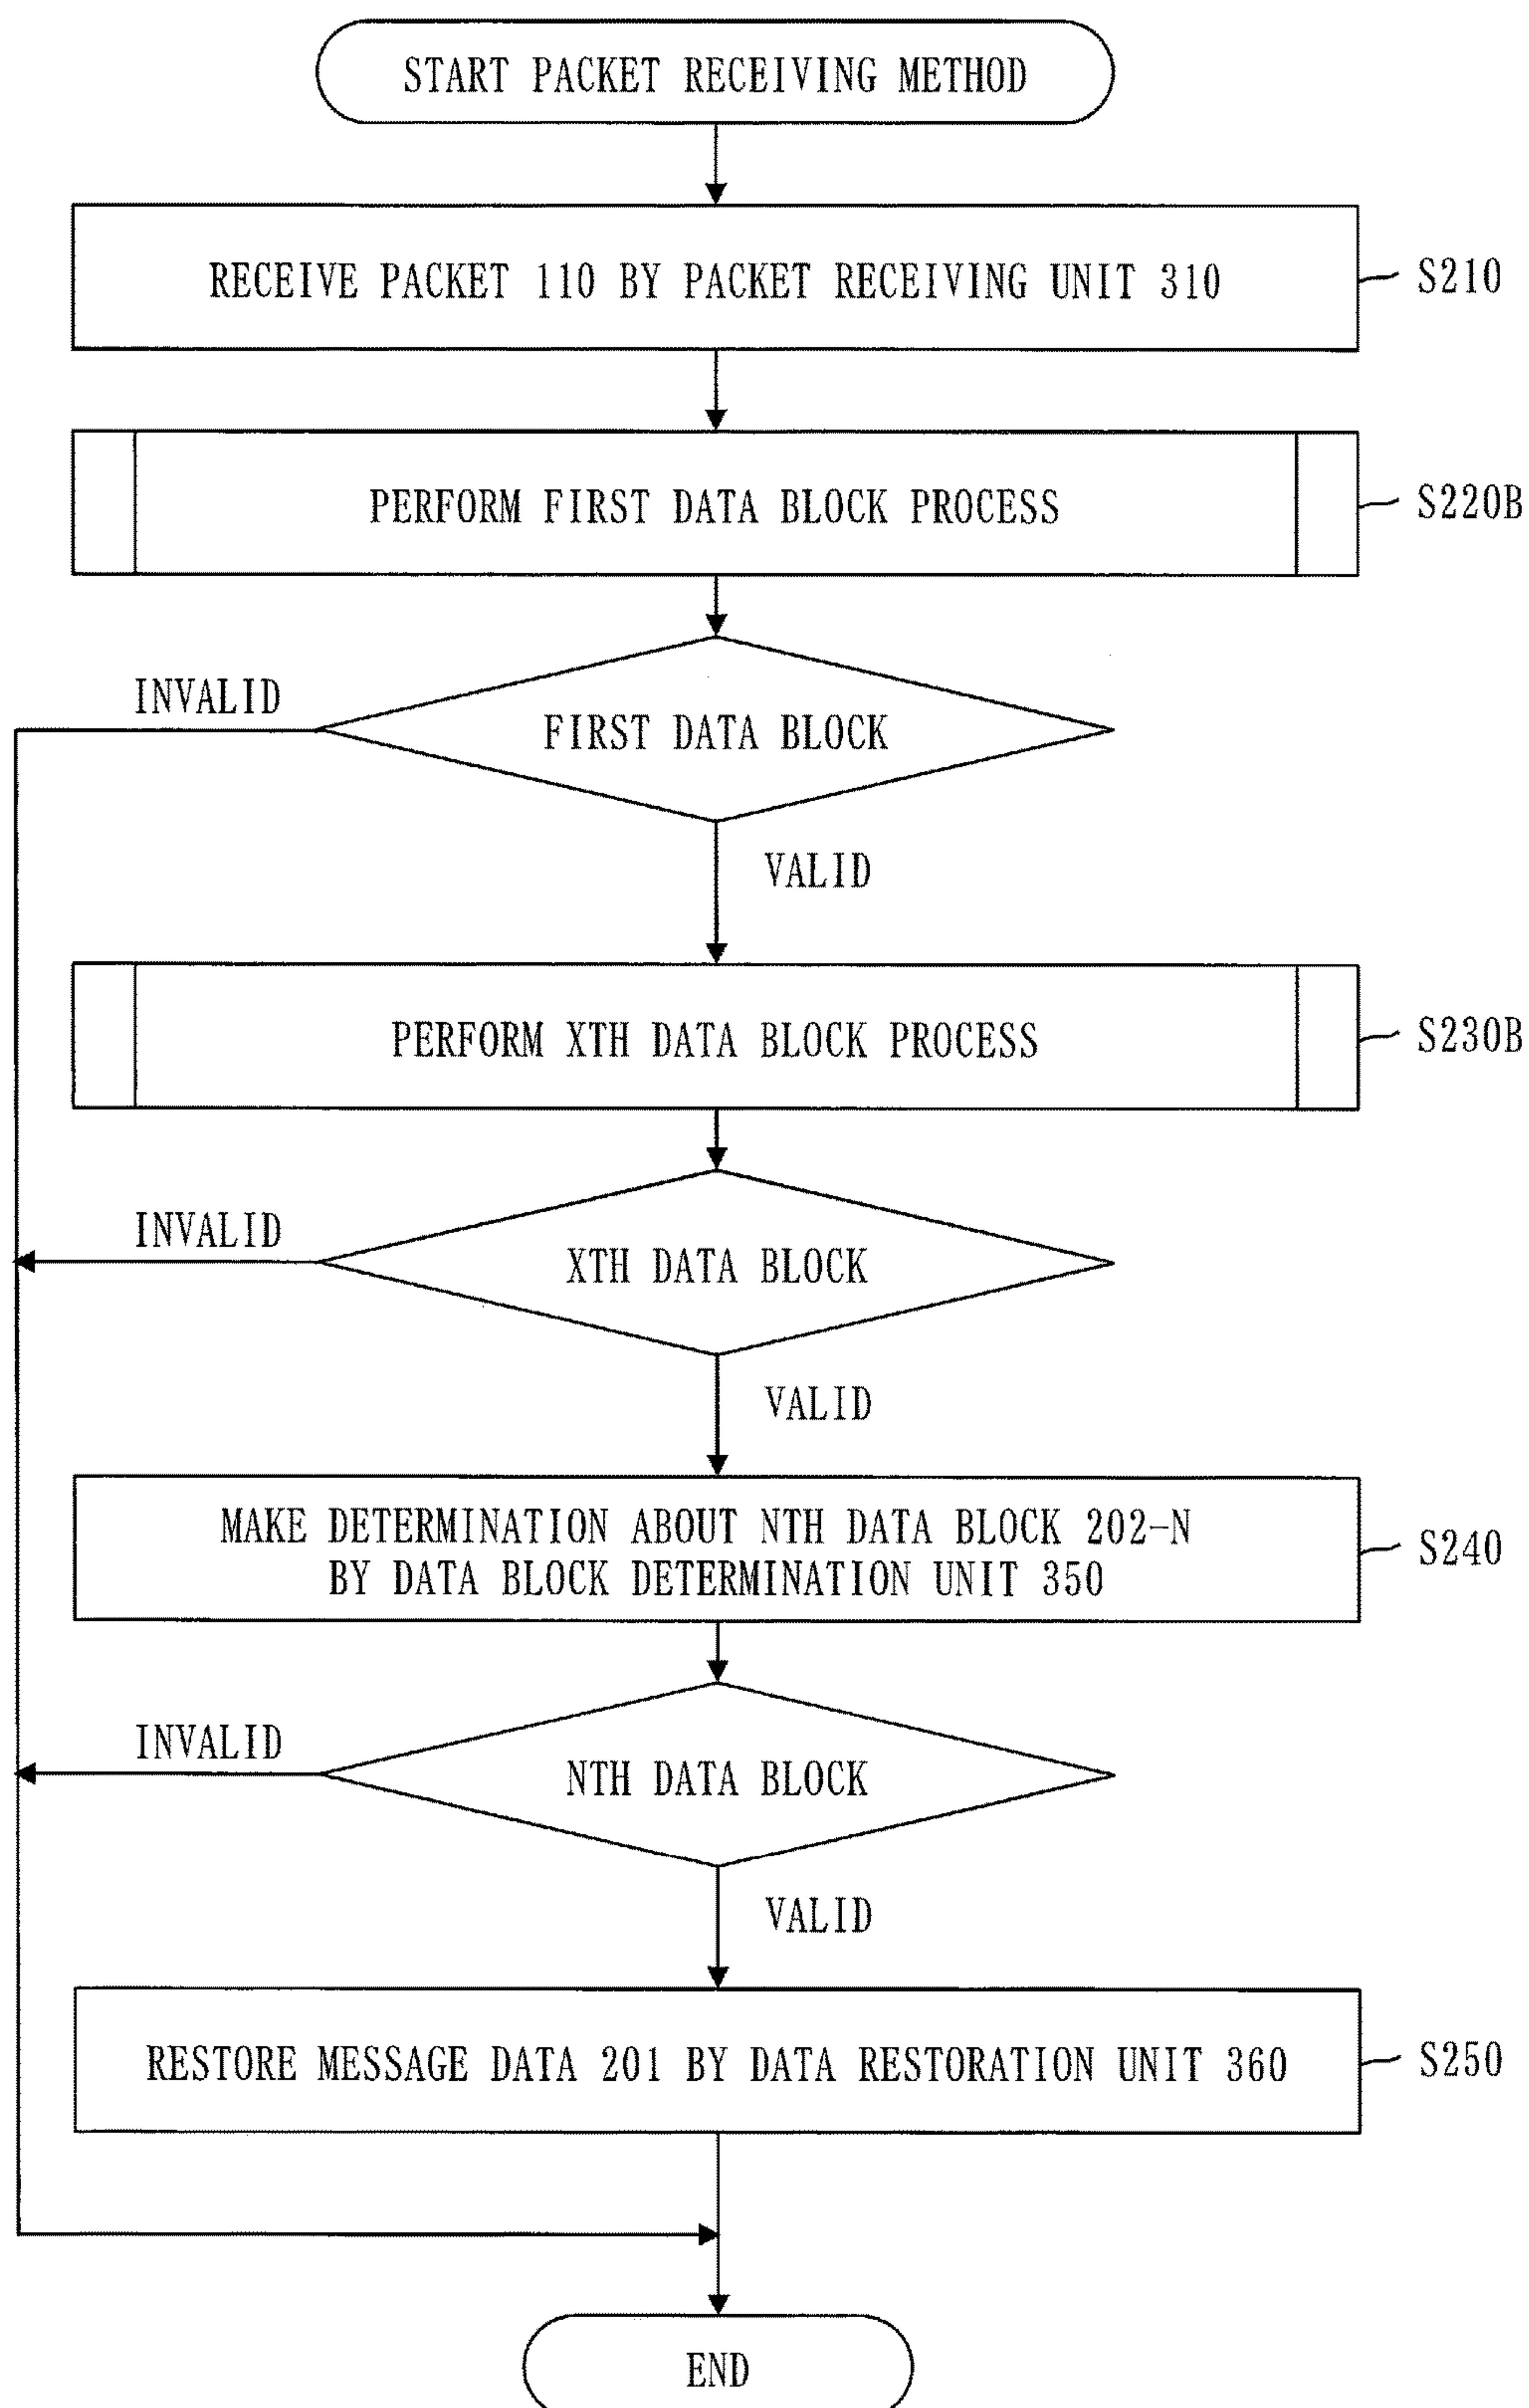 START PACKET RECEIVING METHOD
RECEIVE PACKET 110 BY PACKET RECEIVING UNIT 310
S210
PERFORM FIRST DATA BLOCK PROCESS
S220B
INVALID
FIRST DATA BLOCK
VALID
PERFORM XTH DATA BLOCK PROCESS
S230B
INVALID
XTH DATA BLOCK
VALID
MAKE DETERMINATION ABOUT NTH DATA BLOCK 202-N
BY DATA BLOCK DETERMINATION UNIT 350
S240
INVALID
NTH DATA BLOCK
VALID
RESTORE MESSAGE DATA 201 BY DATA RESTORATION UNIT 360
S250
END